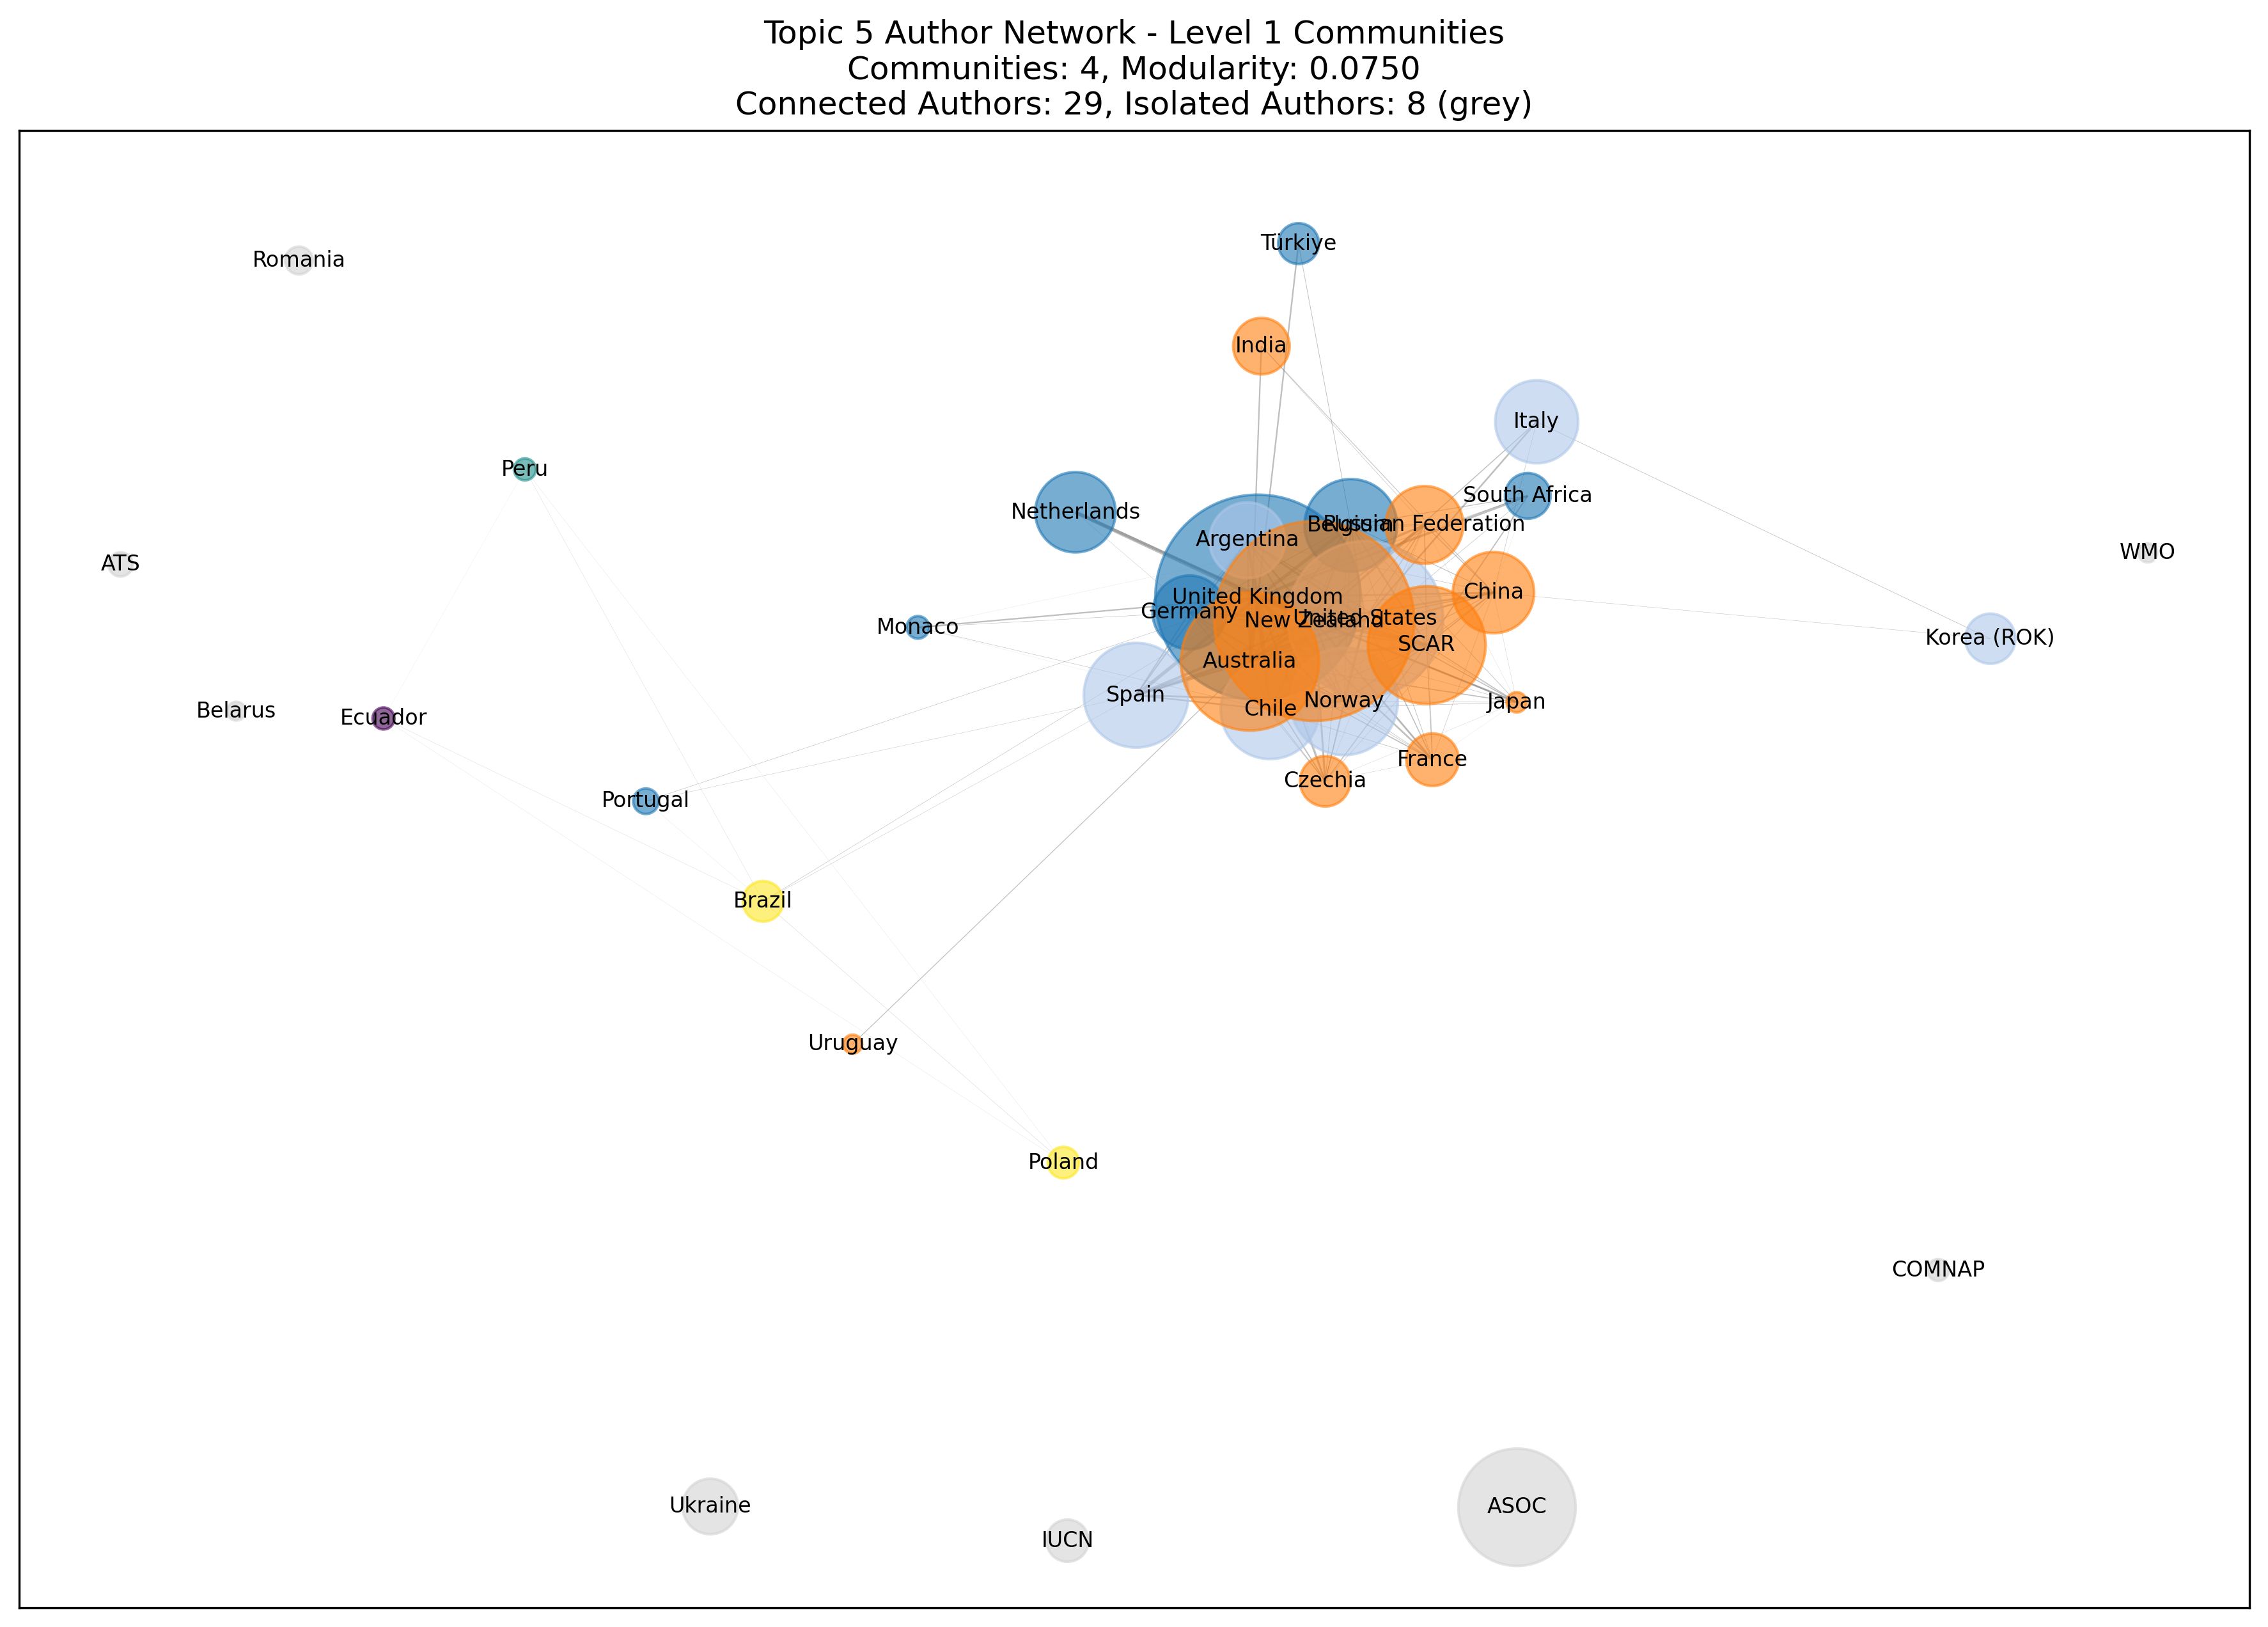 Topic 5 Author Network - Level 1 Communities
Communities: 4, Modularity: 0.0750
Connected Authors: 29, Isolated Authors: 8 (grey)
Türkiye
Romania
India
Italy
Peru
South Africa
Netherlands
Belgium
Russian Federation
Argentina
WMO
ATS
China
United Kingdom
Germany
United States
New Zealand
Monaco
Korea (ROK)
SCAR
Australia
Spain
Norway
Japan
Chile
Belarus
Ecuador
France
Czechia
Portugal
Brazil
Uruguay
Poland
COMNAP
Ukraine
ASOC
IUCN